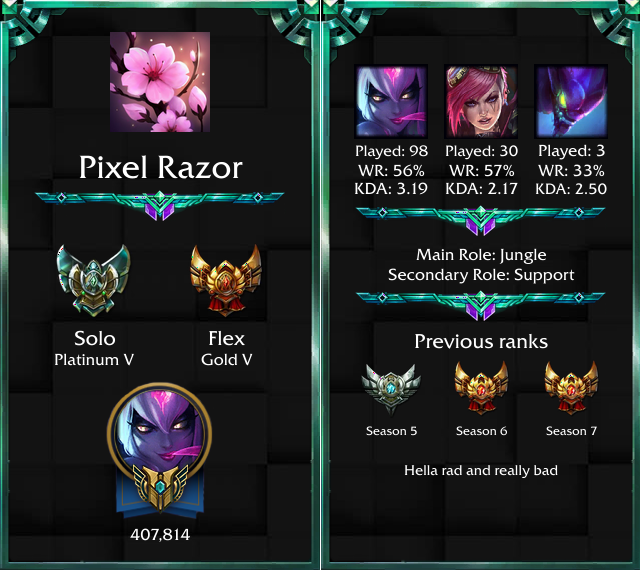 Pixel Razor
Solo
Platinum V
Flex
Gold V
407,814
Played: 98
WR: 56%
KDA: 3.19
Played: 30
WR: 57%
KDA: 2.17
Played: 3
WR: 33%
KDA: 2.50
Main Role: Jungle
Secondary Role: Support
Previous ranks
Season 5
Season 6
Season 7
Hella rad and really bad